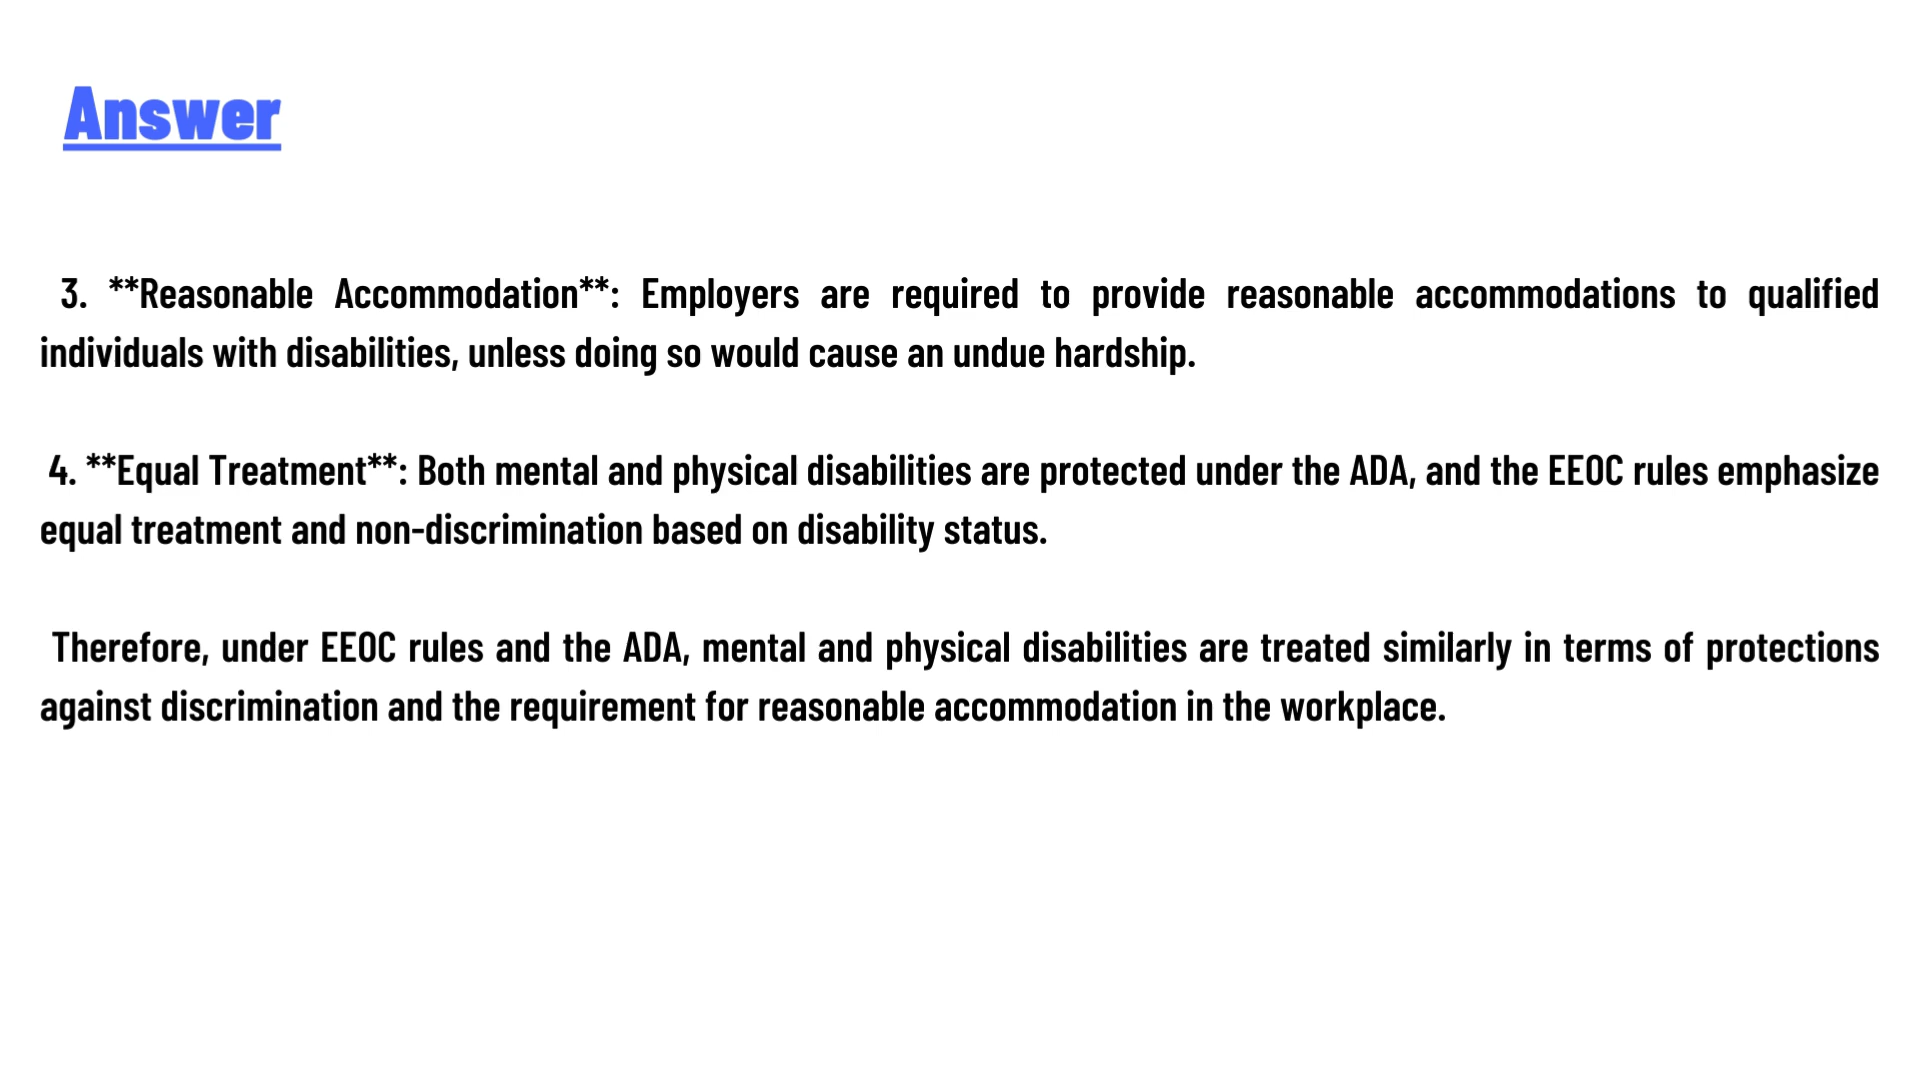 Answer
3. **Reasonable Accommodation**: Employers are required to provide reasonable accommodations to qualified
individuals with disabilities, unless doing so would cause an undue hardship.
4. **Equal Treatment**: Both mental and physical disabilities are protected under the ADA, and the EEOC rules emphasize
equal treatment and non-discrimination based on disability status.
Therefore, under EEOC rules and the ADA, mental and physical disabilities are treated similarly in terms of protections
against discrimination and the requirement for reasonable accommodation in the workplace.